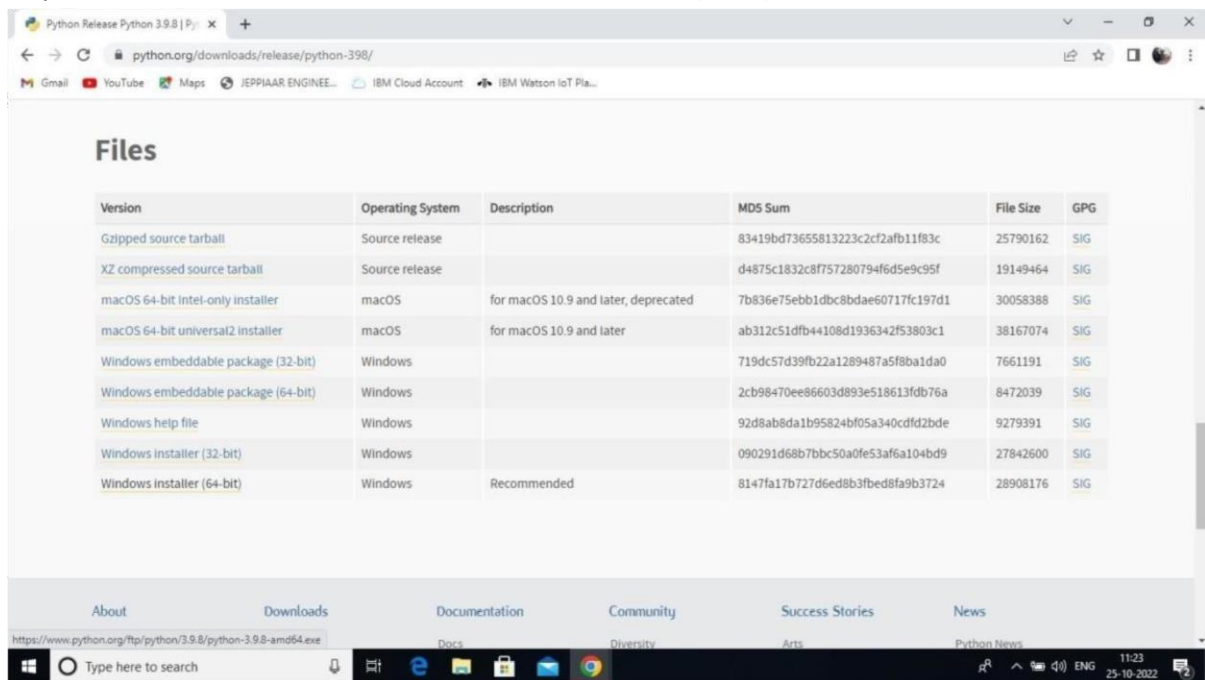 Python Release Python 3.9.8 | Py
python.org/downloads/release/python-398/
Gmail YouTube Maps JEPPIAAR ENGINEE... IBM Cloud Account IBM Watson IoT Pla...
Files
Version Operating System Description MD5 Sum File Size GPG
Gzipped source tarball Source release 83419bd73655813223c2cf2afb11f83c 25790162 SIG
XZ compressed source tarball Source release d4875c1832c8f757280794f6d5e9c95f 19149464 SIG
macOS 64-bit Intel-only installer macOS for macOS 10.9 and later, deprecated 7b836e75ebb1dbc8bdae60717fc197d1 30058388 SIG
macOS 64-bit universal2 installer macOS for macOS 10.9 and later ab312c51dfb44108d1936342f53803c1 38167074 SIG
Windows embeddable package (32-bit) Windows 719dc57d39fb22a1289487a5f8ba1da0 7661191 SIG
Windows embeddable package (64-bit) Windows 2cb98470ee86603d893e518613fdb76a 8472039 SIG
Windows help file Windows 92d8ab8da1b95824bf05a340cdfd2bde 9279391 SIG
Windows installer (32-bit) Windows 090291d68b7bbc50a0fe53af6a104bd9 27842600 SIG
Windows installer (64-bit) Windows Recommended 8147fa17b727d6ed8b3fbed8fa9b3724 28908176 SIG
About Downloads Documentation Community Success Stories News
https://www.python.org/ftp/python/3.9.8/python-3.9.8-amd64.exe Docs Diversity Arts Python News
Type here to search ENG 11:23
25-10-2022 2